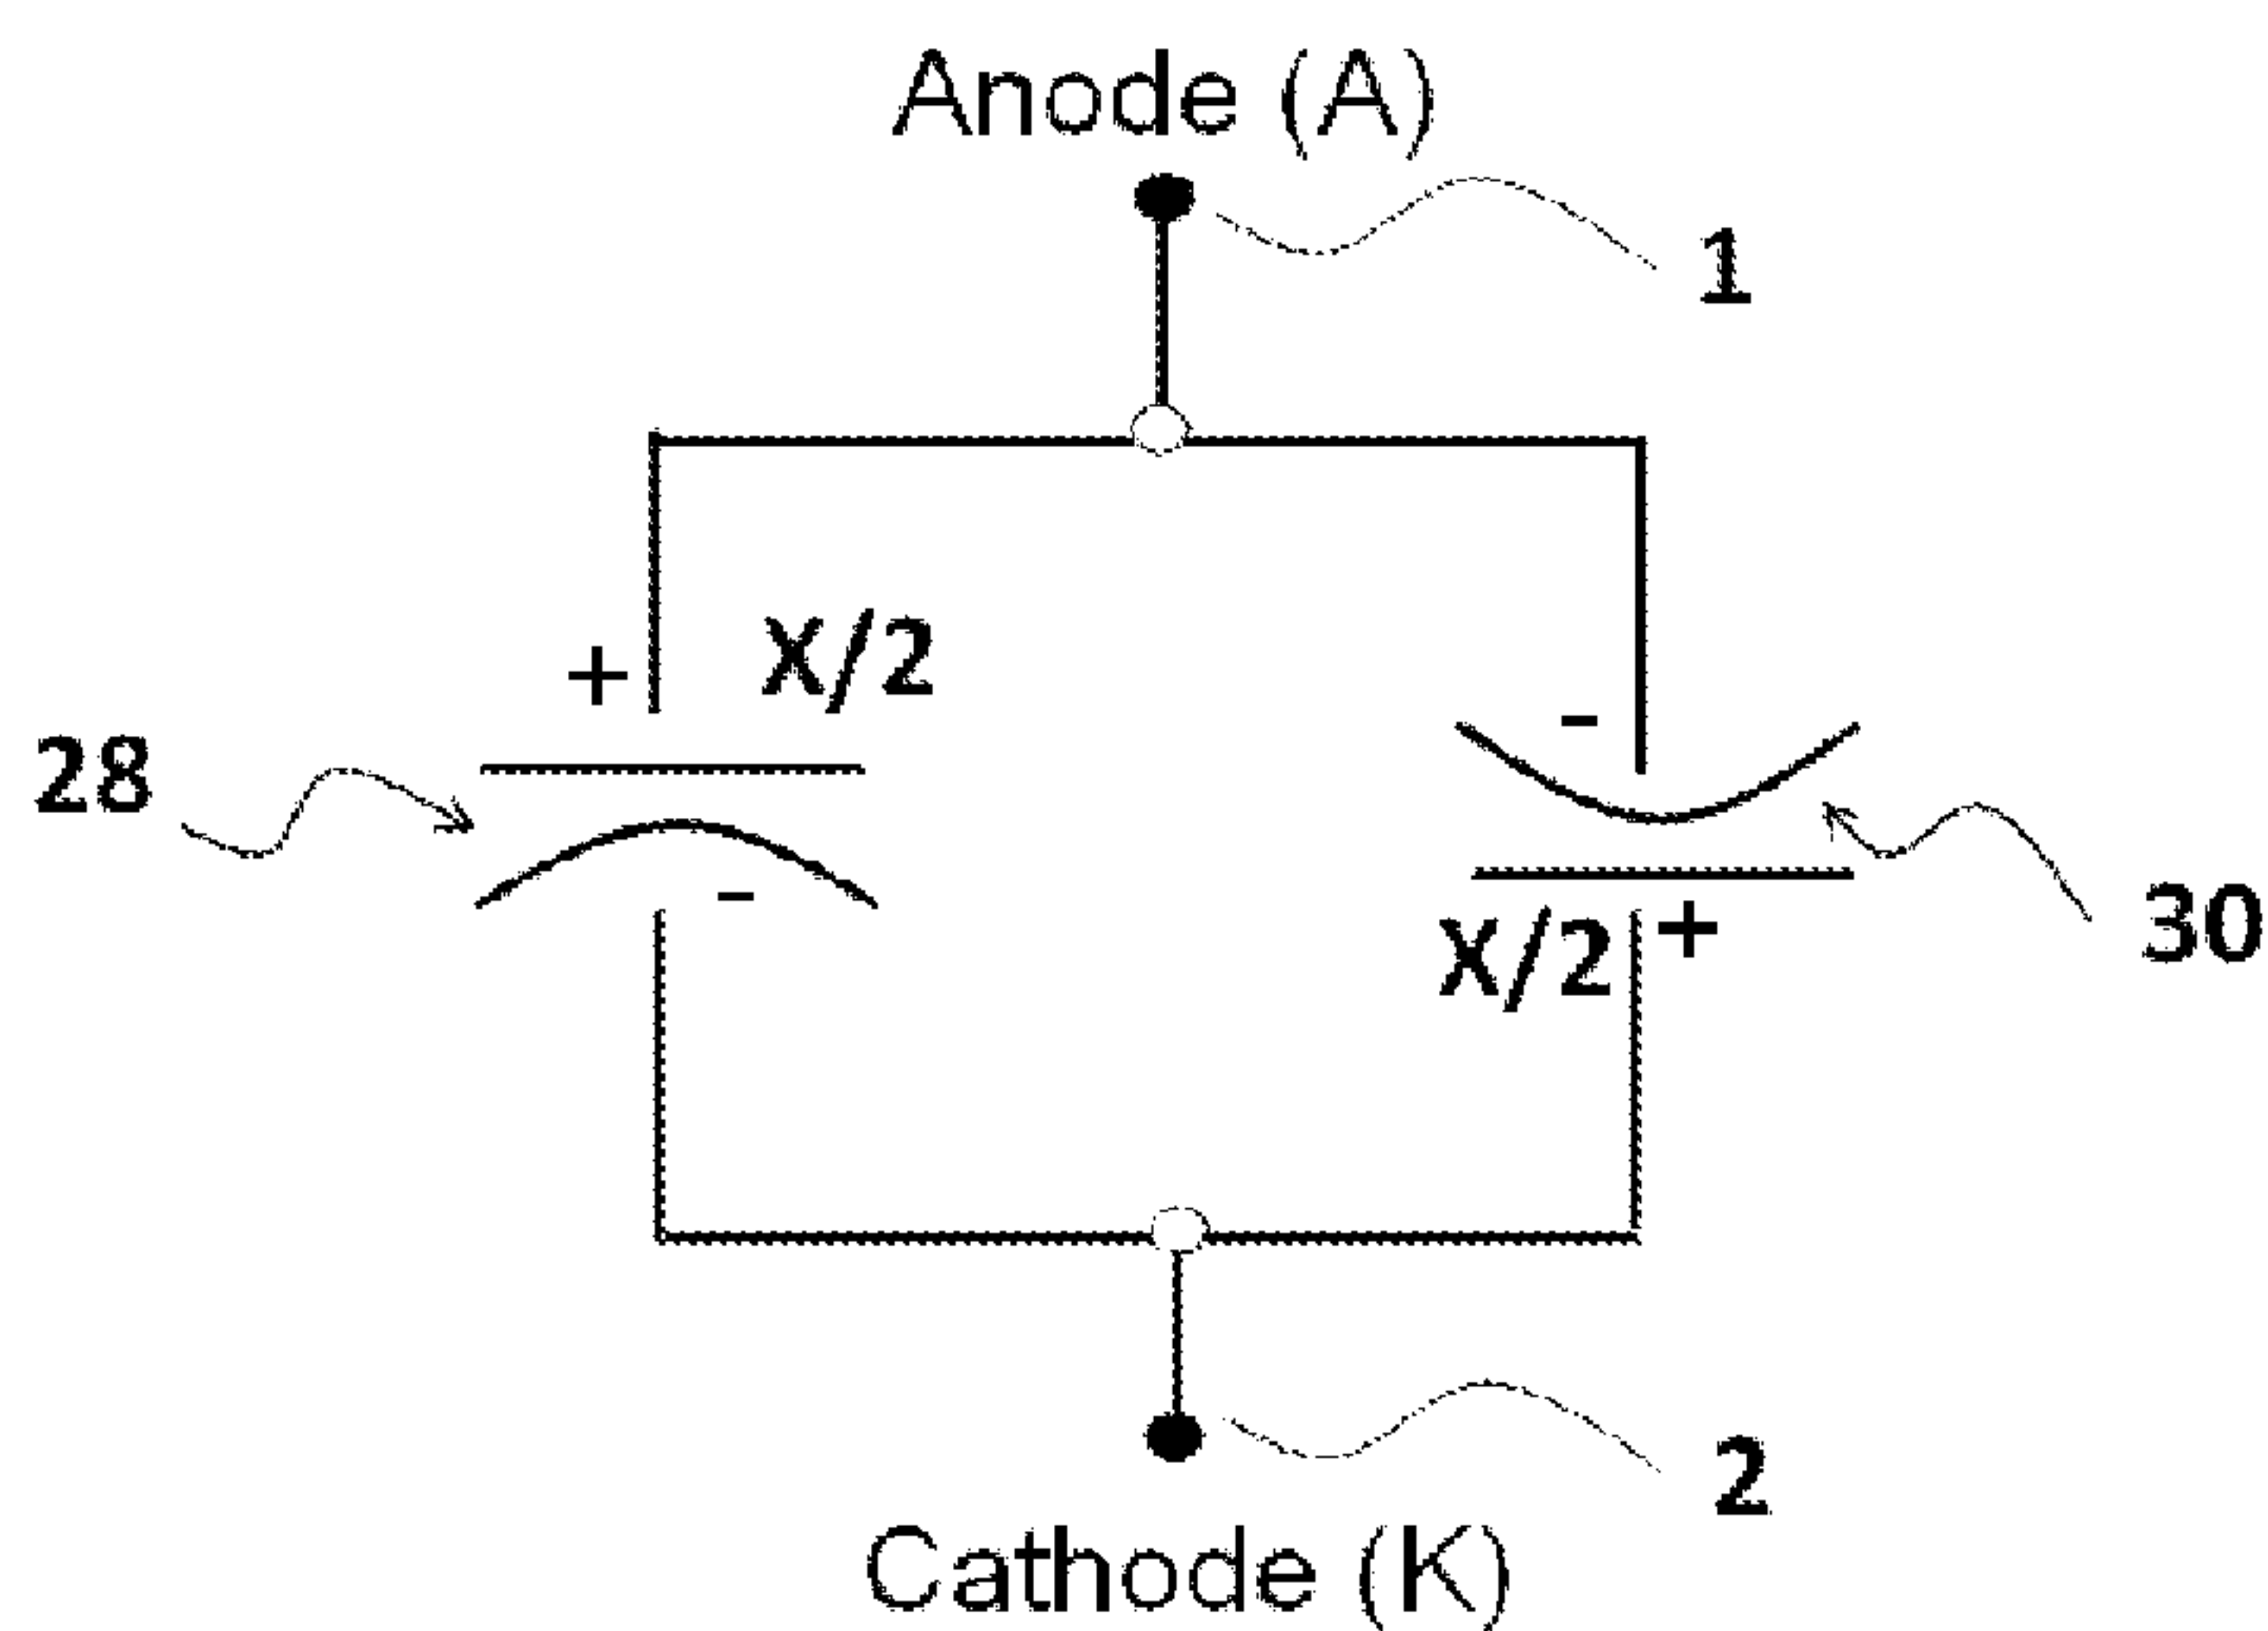 Anode (A)
1
+
X/2
-
28
-
X/2
+
30
2
Cathode (K)